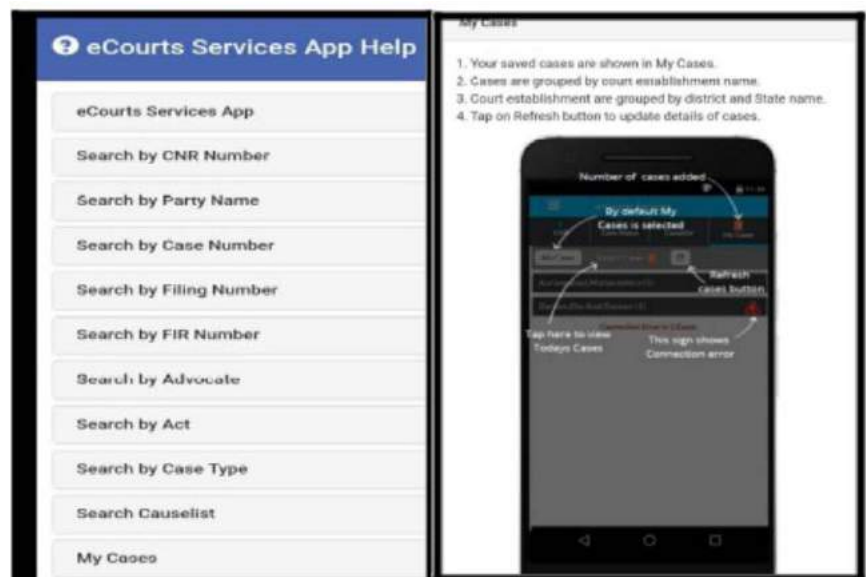 eCourts Services App Help
eCourts Services App
Search by CNR Number
Search by Party Name
Search by Case Number
Search by Filing Number
Search by FIR Number
Search by Advocate
Search by Act
Search by Case Type
Search Causelist
My Cases
My Cases
1. Your saved cases are shown in My Cases.
2. Cases are grouped by court establishment name.
3. Court establishment are grouped by district and State name.
4. Tap on Refresh button to update details of cases.
Number of cases added
By default My
Cases is selected
My Cases
Refresh
cases button
Connection Error in
Tap here to view
Todays Cases
This sign shows
Connection error